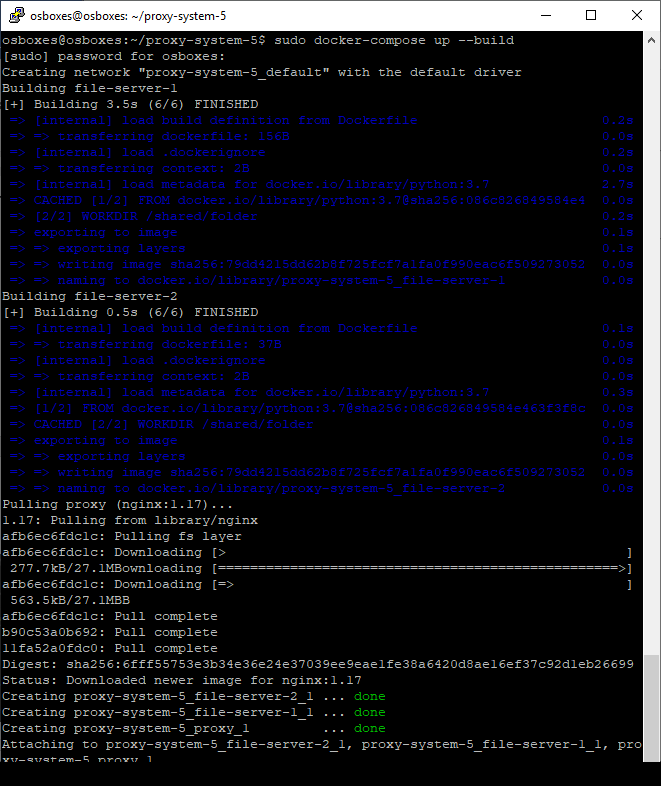 osboxes@osboxes: ~/proxy-system-5
osboxes@osboxes:~/proxy-system-5$ sudo docker-compose up --build
[sudo] password for osboxes:
Creating network "proxy-system-5_default" with the default driver
Building file-server-1
[+] Building 3.5s (6/6) FINISHED
=> [internal] load build definition from Dockerfile 0.2s
=> => transferring dockerfile: 156B 0.0s
=> [internal] load .dockerignore 0.2s
=> => transferring context: 2B 0.0s
=> [internal] load metadata for docker.io/library/python:3.7 2.7s
=> CACHED [1/2] FROM docker.io/library/python:3.7@sha256:086c826849584e4 0.0s
=> [2/2] WORKDIR /shared/folder 0.2s
=> exporting to image 0.1s
=> => exporting layers 0.1s
=> => writing image sha256:79dd4315dd63b8f725fcf7a1fa0f990eac6f509273052 0.0s
=> => naming to docker.io/library/proxy-system-5_file-server-1 0.0s
Building file-server-2
[+] Building 0.5s (6/6) FINISHED
=> [internal] load build definition from Dockerfile 0.1s
=> => transferring dockerfile: 37B 0.0s
=> [internal] load .dockerignore 0.0s
=> => transferring context: 2B 0.0s
=> [internal] load metadata for docker.io/library/python:3.7 0.3s
=> [1/2] FROM docker.io/library/python:3.7@sha256:086c826849584e463f3f8c 0.0s
=> CACHED [2/2] WORKDIR /shared/folder 0.0s
=> exporting to image 0.1s
=> => exporting layers 0.0s
=> => writing image sha256:79dd4315dd63b8f725fcf7a1fa0f990eac6f509273052 0.0s
=> => naming to docker.io/library/proxy-system-5_file-server-2 0.0s
Pulling proxy (nginx:1.17)...
1.17: Pulling from library/nginx
afb6ec6fdc1c: Pulling fs layer
afb6ec6fdc1c: Downloading [> ]
277.7kB/27.1MBownloading [==================================================>]
afb6ec6fdc1c: Downloading [=> ]
563.5kB/27.1MBB
afb6ec6fdc1c: Pull complete
b90c53a0b692: Pull complete
11fa52a0fdc0: Pull complete
Digest: sha256:6fff55753e3b34e36e24e37039ee9eae1fe38a6420d8ae16ef37c92d1eb26699
Status: Downloaded newer image for nginx:1.17
Creating proxy-system-5_file-server-2_1 ... done
Creating proxy-system-5_file-server-1_1 ... done
Creating proxy-system-5_proxy_1 ... done
Attaching to proxy-system-5_file-server-2_1, proxy-system-5_file-server-1_1, pro
xy-system-5_proxy_1